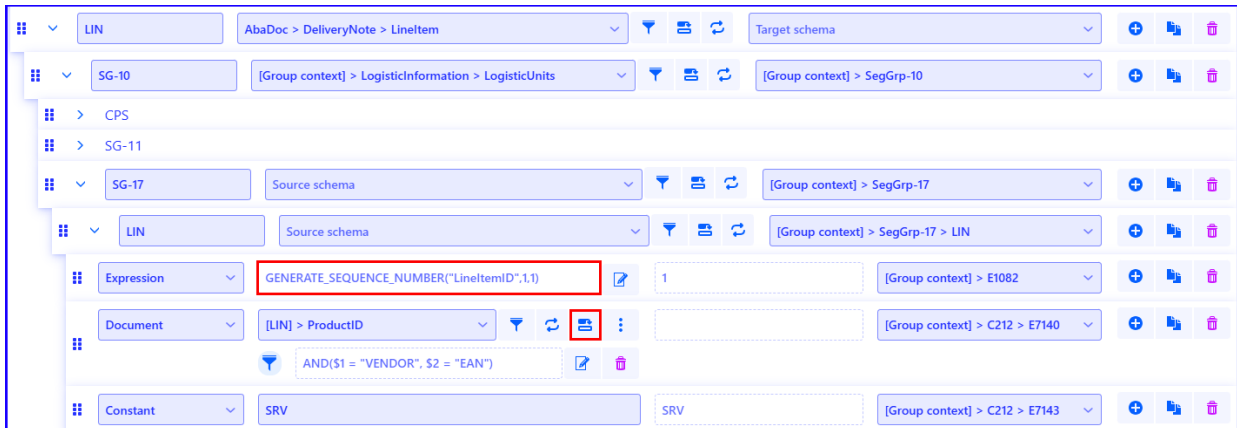 LIN AbaDoc > DeliveryNote > LineItem Target schema
SG-10 [Group context] > LogisticInformation > LogisticUnits [Group context] > SegGrp-10
CPS
SG-11
SG-17 Source schema [Group context] > SegGrp-17
LIN Source schema [Group context] > SegGrp-17 > LIN
Expression GENERATE_SEQUENCE_NUMBER("LineItemID",1,1) 1 [Group context] > E1082
Document [LIN] > ProductID [Group context] > C212 > E7140
AND($1 = "VENDOR", $2 = "EAN")
Constant SRV SRV [Group context] > C212 > E7143